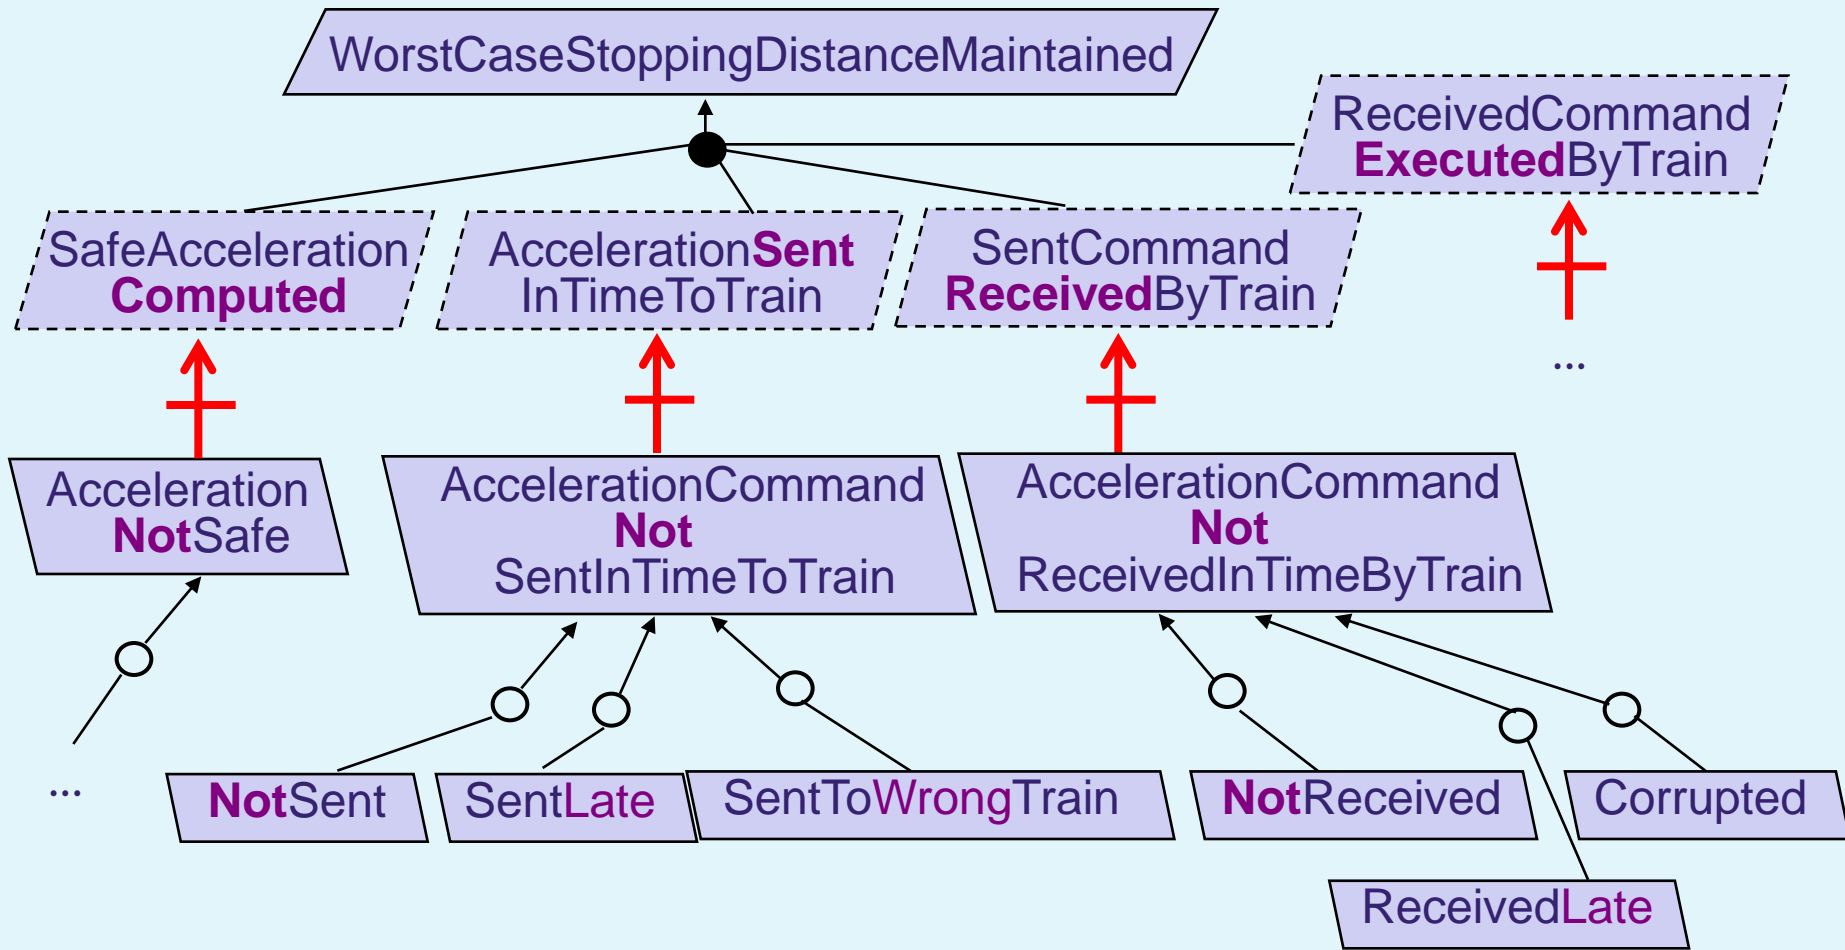 WorstCaseStoppingDistanceMaintained
ReceivedCommand
ExecutedByTrain
SafeAcceleration
Computed
AccelerationSent
InTimeToTrain
SentCommand
ReceivedByTrain
...
Acceleration
NotSafe
AccelerationCommand
Not
SentInTimeToTrain
AccelerationCommand
Not
ReceivedInTimeByTrain
...
NotSent
SentLate
SentToWrongTrain
NotReceived
Corrupted
ReceivedLate